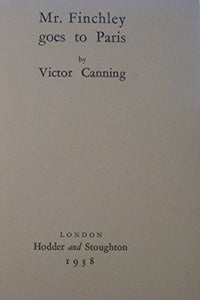 Mr. Finchley
goes to Paris
by
Victor Canning
LONDON
Hodder and Stoughton
1938